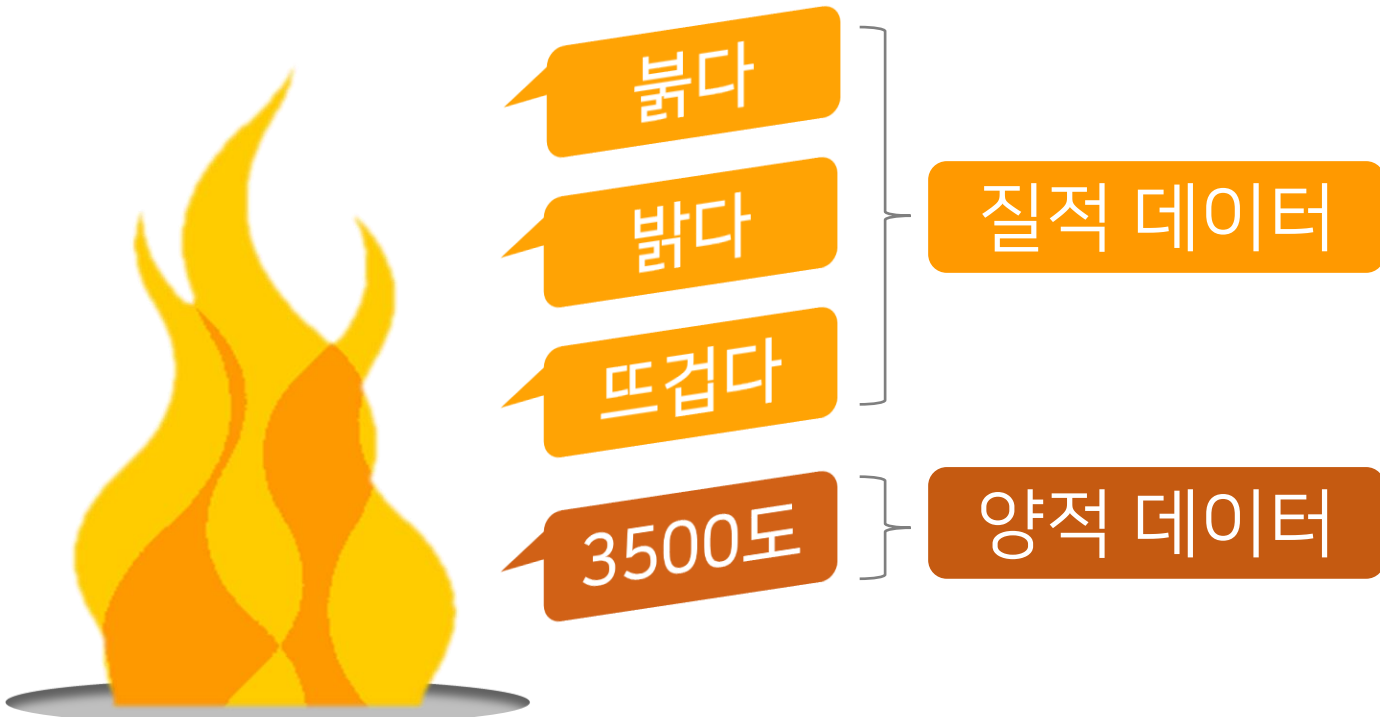 붉다
밝다
뜨겁다
질적 데이터
3500도
양적 데이터